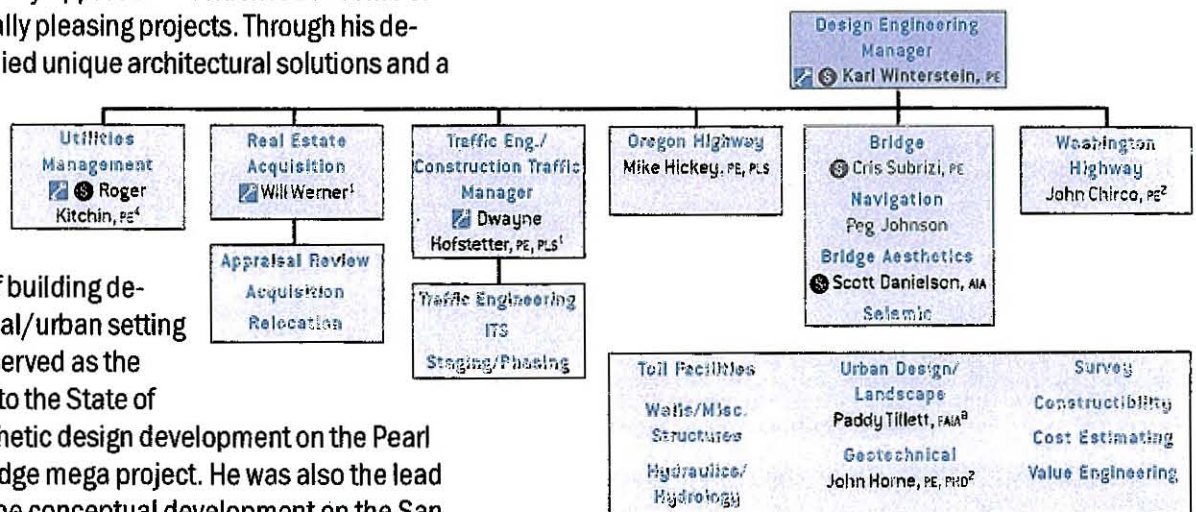 ally pleasing projects. Through his de-
ied unique architectural solutions and a
f building de-
al/urban setting
erved as the
to the State of
hetic design development on the Pearl
dge mega project. He was also the lead
he conceptual development on the San
Design Engineering
Manager
Karl Winterstein, PE
Utilities
Management
Roger
Kitchin, PE⁴
Real Estate
Acquisition
Will Werner¹
Appraisal Review
Acquisition
Relocation
Traffic Eng./
Construction Traffic
Manager
Dwayne
Hofstetter, PE, PLS¹
Traffic Engineering
ITS
Staging/Phasing
Oregon Highway
Mike Hickey, PE, PLS
Bridge
Cris Subrizi, PE
Navigation
Peg Johnson
Bridge Aesthetics
Scott Danielson, AIA
Seismic
Washington
Highway
John Chirco, PE²
Toll Facilities
Walls/Misc.
Structures
Hydraulics/
Hydrology
Urban Design/
Landscape
Paddy Tillett, FAIA⁸
Geotechnical
John Horne, PE, PHD²
Survey
Constructibility
Cost Estimating
Value Engineering